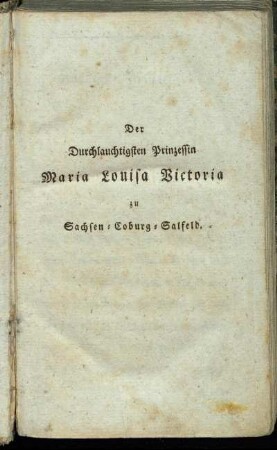 Der
Durchlauchtigsten Prinzessin
Maria Louisa Victoria
zu
Sachsen-Coburg-Salfeld.